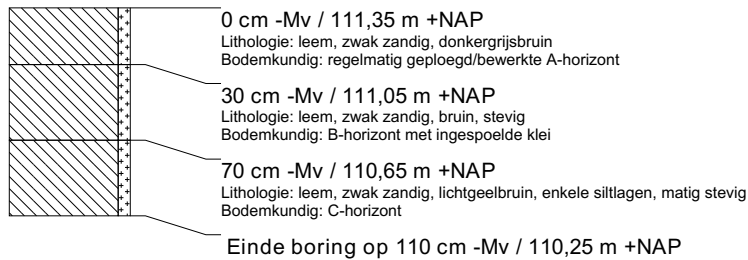 0 cm -Mv / 111,35 m +NAP
Lithologie: leem, zwak zandig, donkergrijsbruin
Bodemkundig: regelmatig geploegd/bewerkte A-horizont
30 cm -Mv / 111,05 m +NAP
Lithologie: leem, zwak zandig, bruin, stevig
Bodemkundig: B-horizont met ingespoelde klei
70 cm -Mv / 110,65 m +NAP
Lithologie: leem, zwak zandig, lichtgeelbruin, enkele siltlagen, matig stevig
Bodemkundig: C-horizont
Einde boring op 110 cm -Mv / 110,25 m +NAP